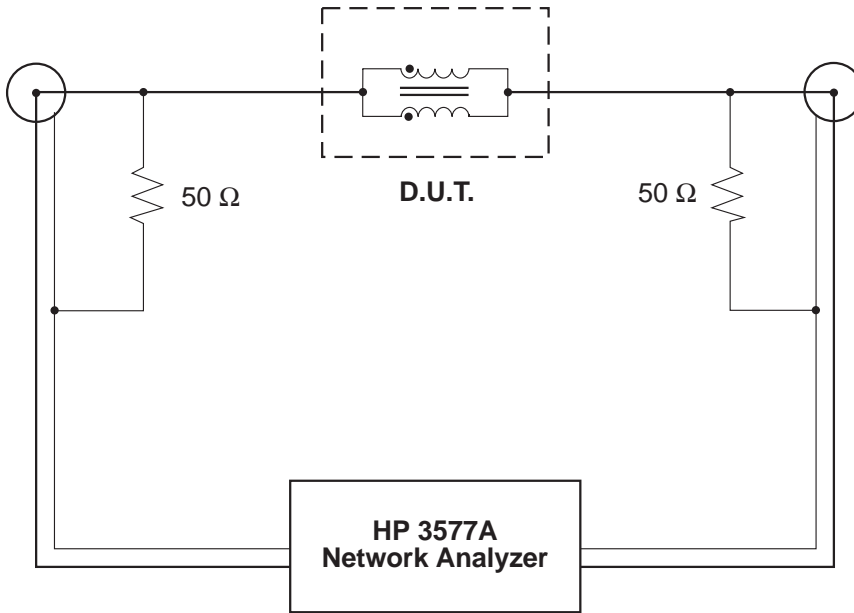 D.U.T.
50 Ω
50 Ω
HP 3577A
Network Analyzer